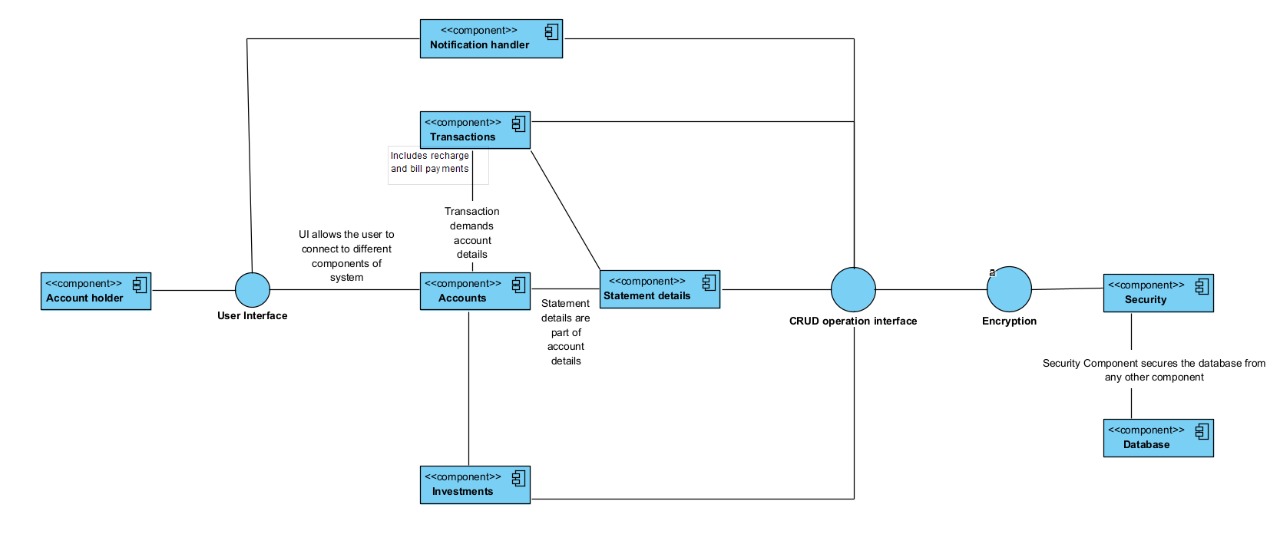 <<component>>
Notification handler
<<component>>
Transactions
Includes recharge
and bill payments
Transaction
demands
account
details
UI allows the user to
connect to different
components of
system
<<component>>
Account holder
User Interface
<<component>>
Accounts
Statement
details are
part of
account
details
<<component>>
Statement details
CRUD operation interface
a
Encryption
<<component>>
Security
Security Component secures the database from
any other component
<<component>>
Database
<<component>>
Investments